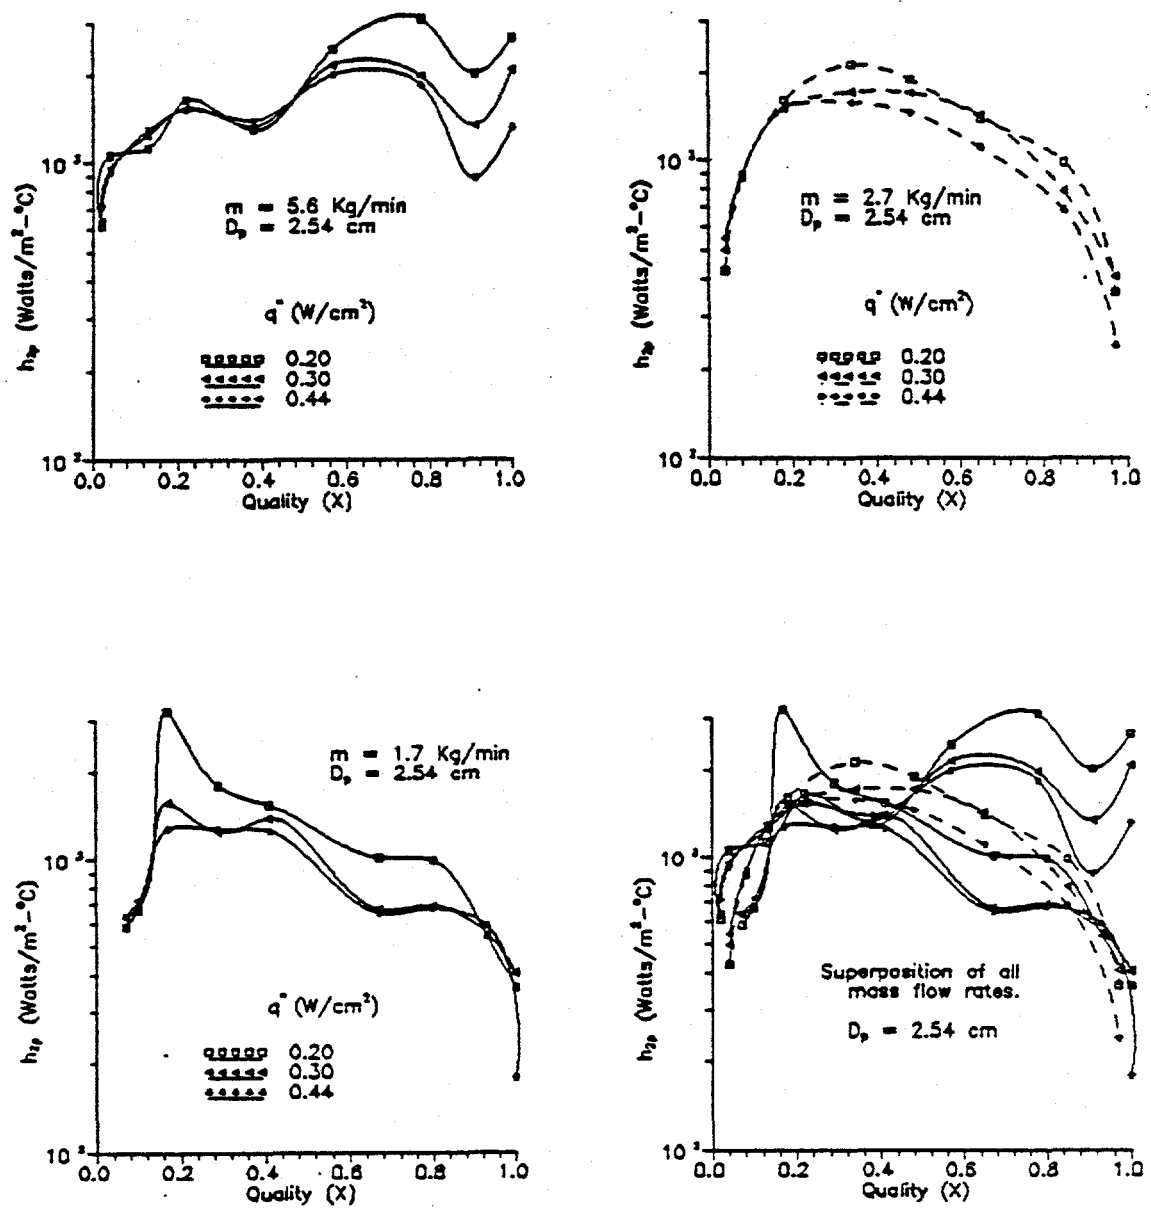 10³
10²
h₂ₚ (Watts/m²-°C)
m = 5.6 Kg/min
Dₚ = 2.54 cm
q" (W/cm²)
0.20
0.30
0.44
0.0 0.2 0.4 0.6 0.8 1.0
Quality (X)
10³
10²
h₂ₚ (Watts/m²-°C)
m = 2.7 Kg/min
Dₚ = 2.54 cm
q" (W/cm²)
0.20
0.30
0.44
0.0 0.2 0.4 0.6 0.8 1.0
Quality (X)
10³
10²
h₂ₚ (Watts/m²-°C)
m = 1.7 Kg/min
Dₚ = 2.54 cm
q" (W/cm²)
0.20
0.30
0.44
0.0 0.2 0.4 0.6 0.8 1.0
Quality (X)
10³
10²
h₂ₚ (Watts/m²-°C)
Superposition of all
mass flow rates.
Dₚ = 2.54 cm
0.0 0.2 0.4 0.6 0.8 1.0
Quality (X)